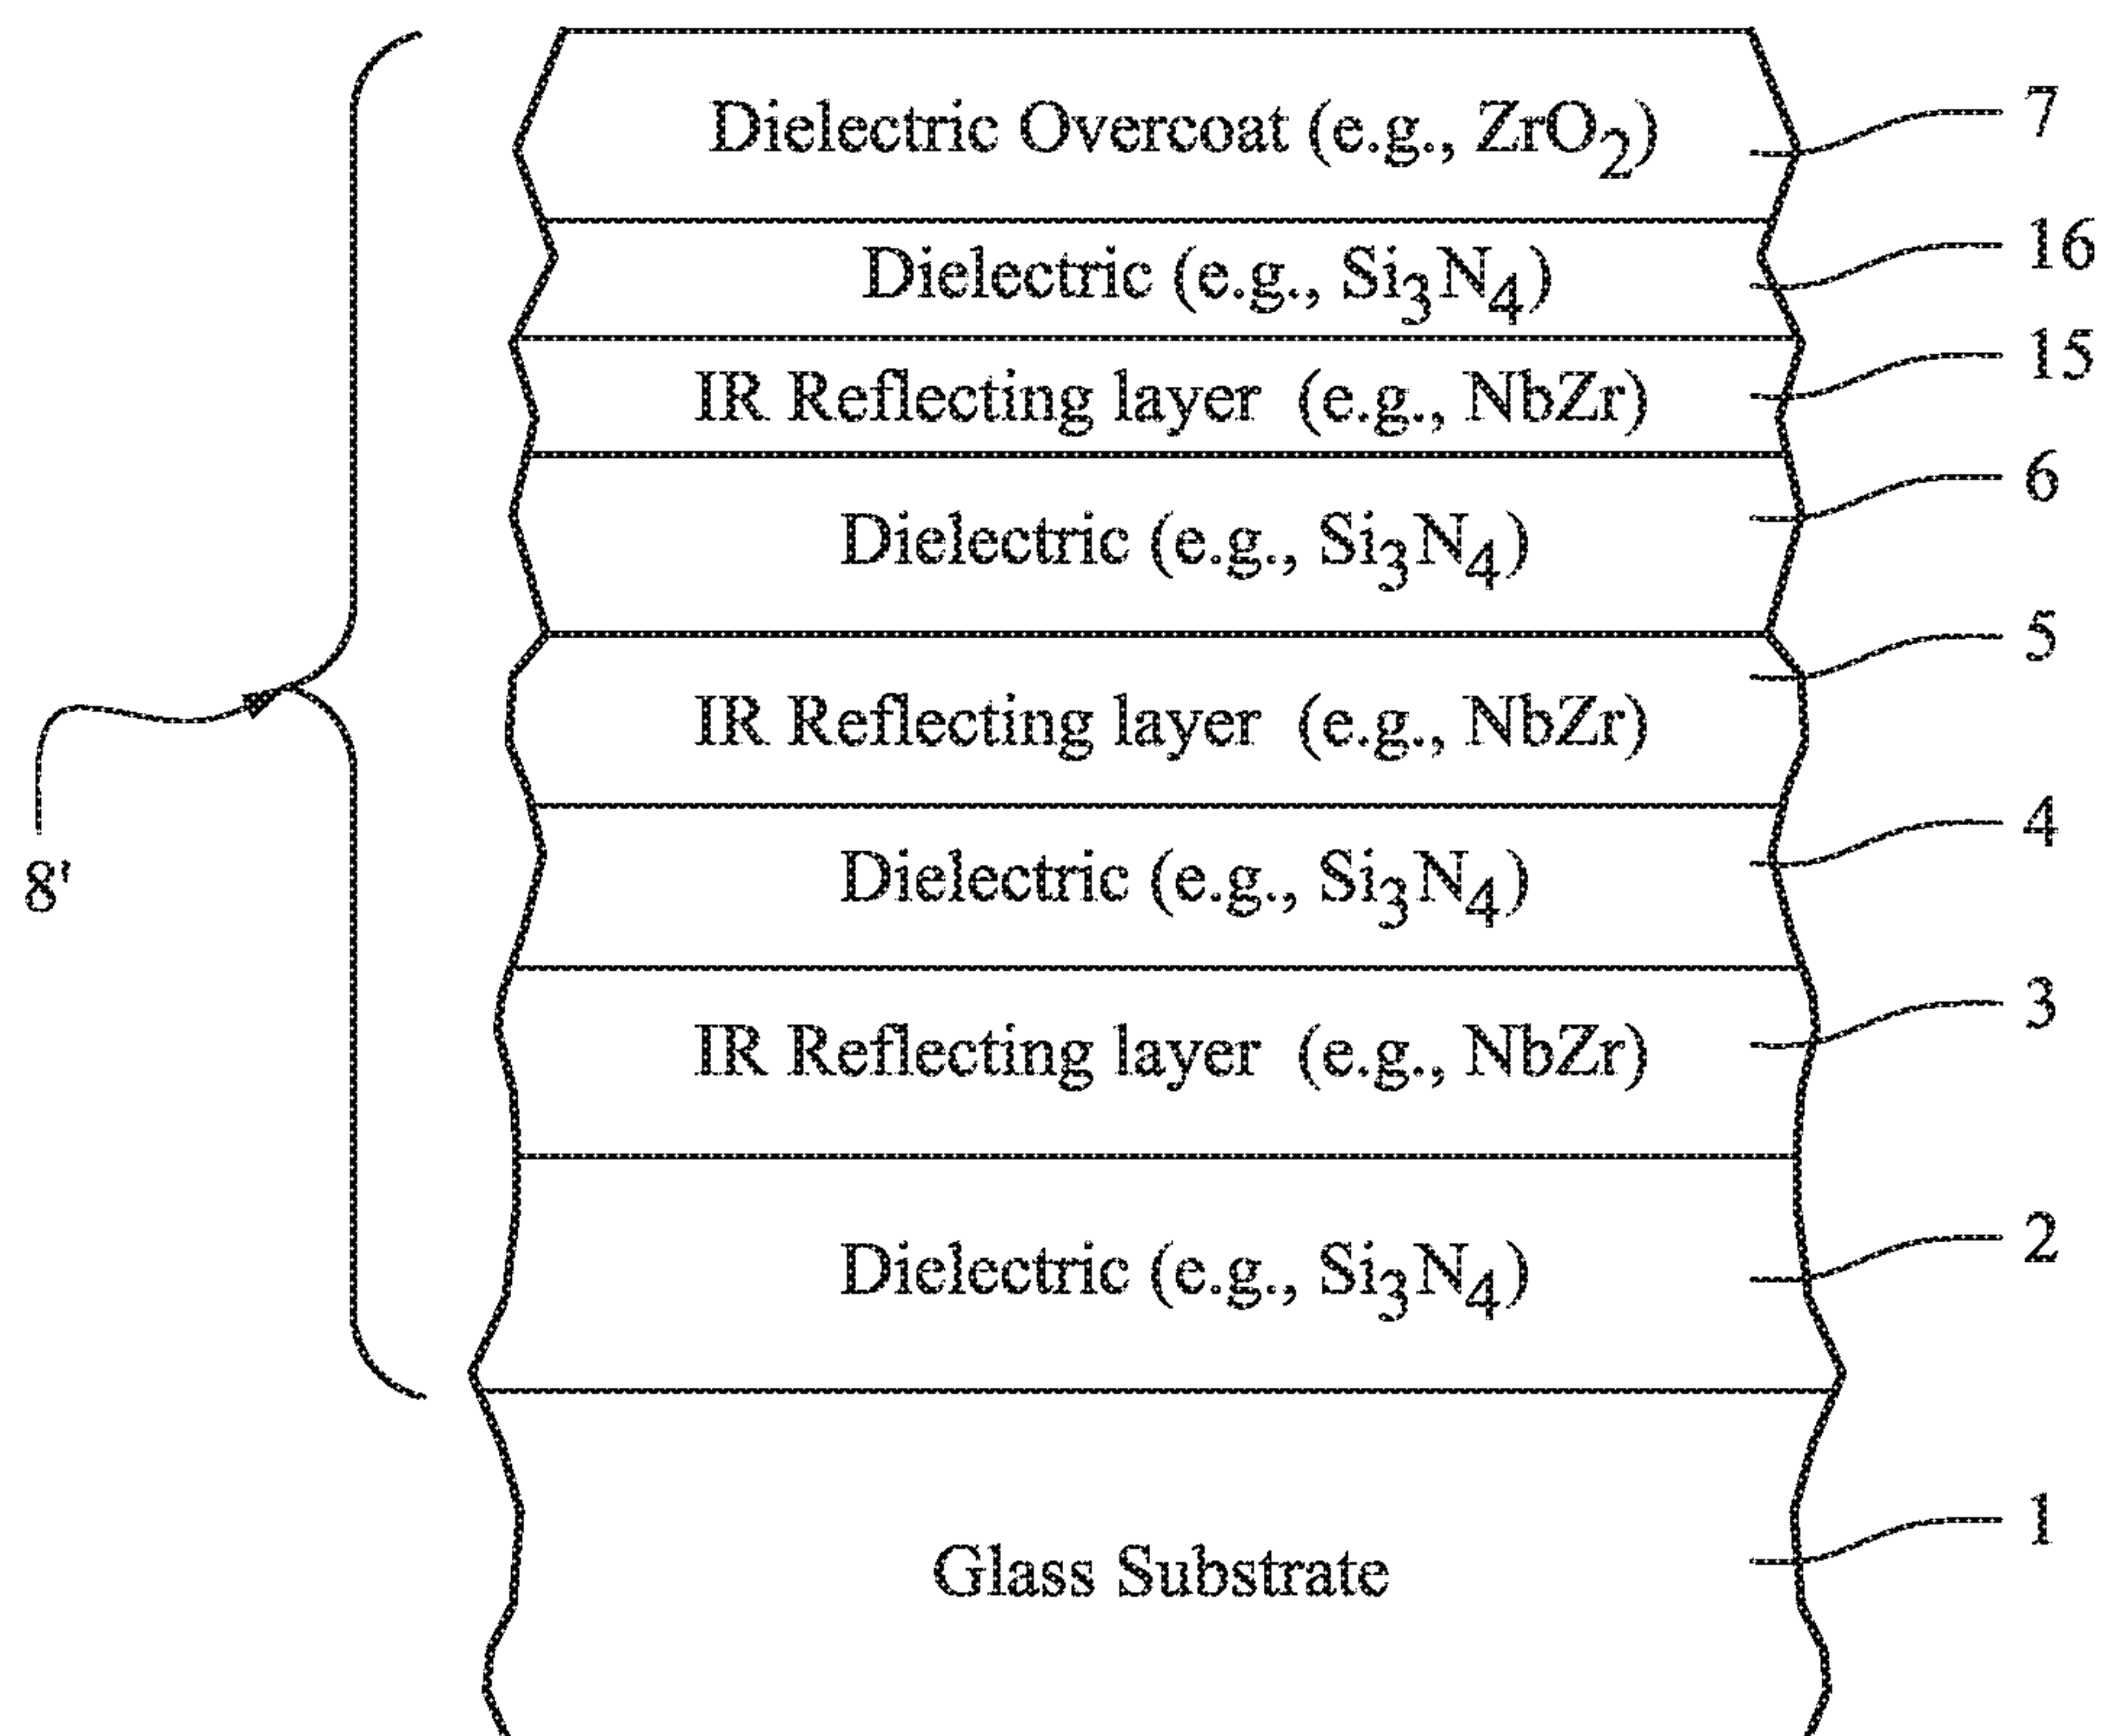 Dielectric Overcoat (e.g., ZrO₂) 7
Dielectric (e.g., Si₃N₄) 16
IR Reflecting layer (e.g., NbZr) 15
Dielectric (e.g., Si₃N₄) 6
IR Reflecting layer (e.g., NbZr) 5
Dielectric (e.g., Si₃N₄) 4
8'
IR Reflecting layer (e.g., NbZr) 3
Dielectric (e.g., Si₃N₄) 2
Glass Substrate 1